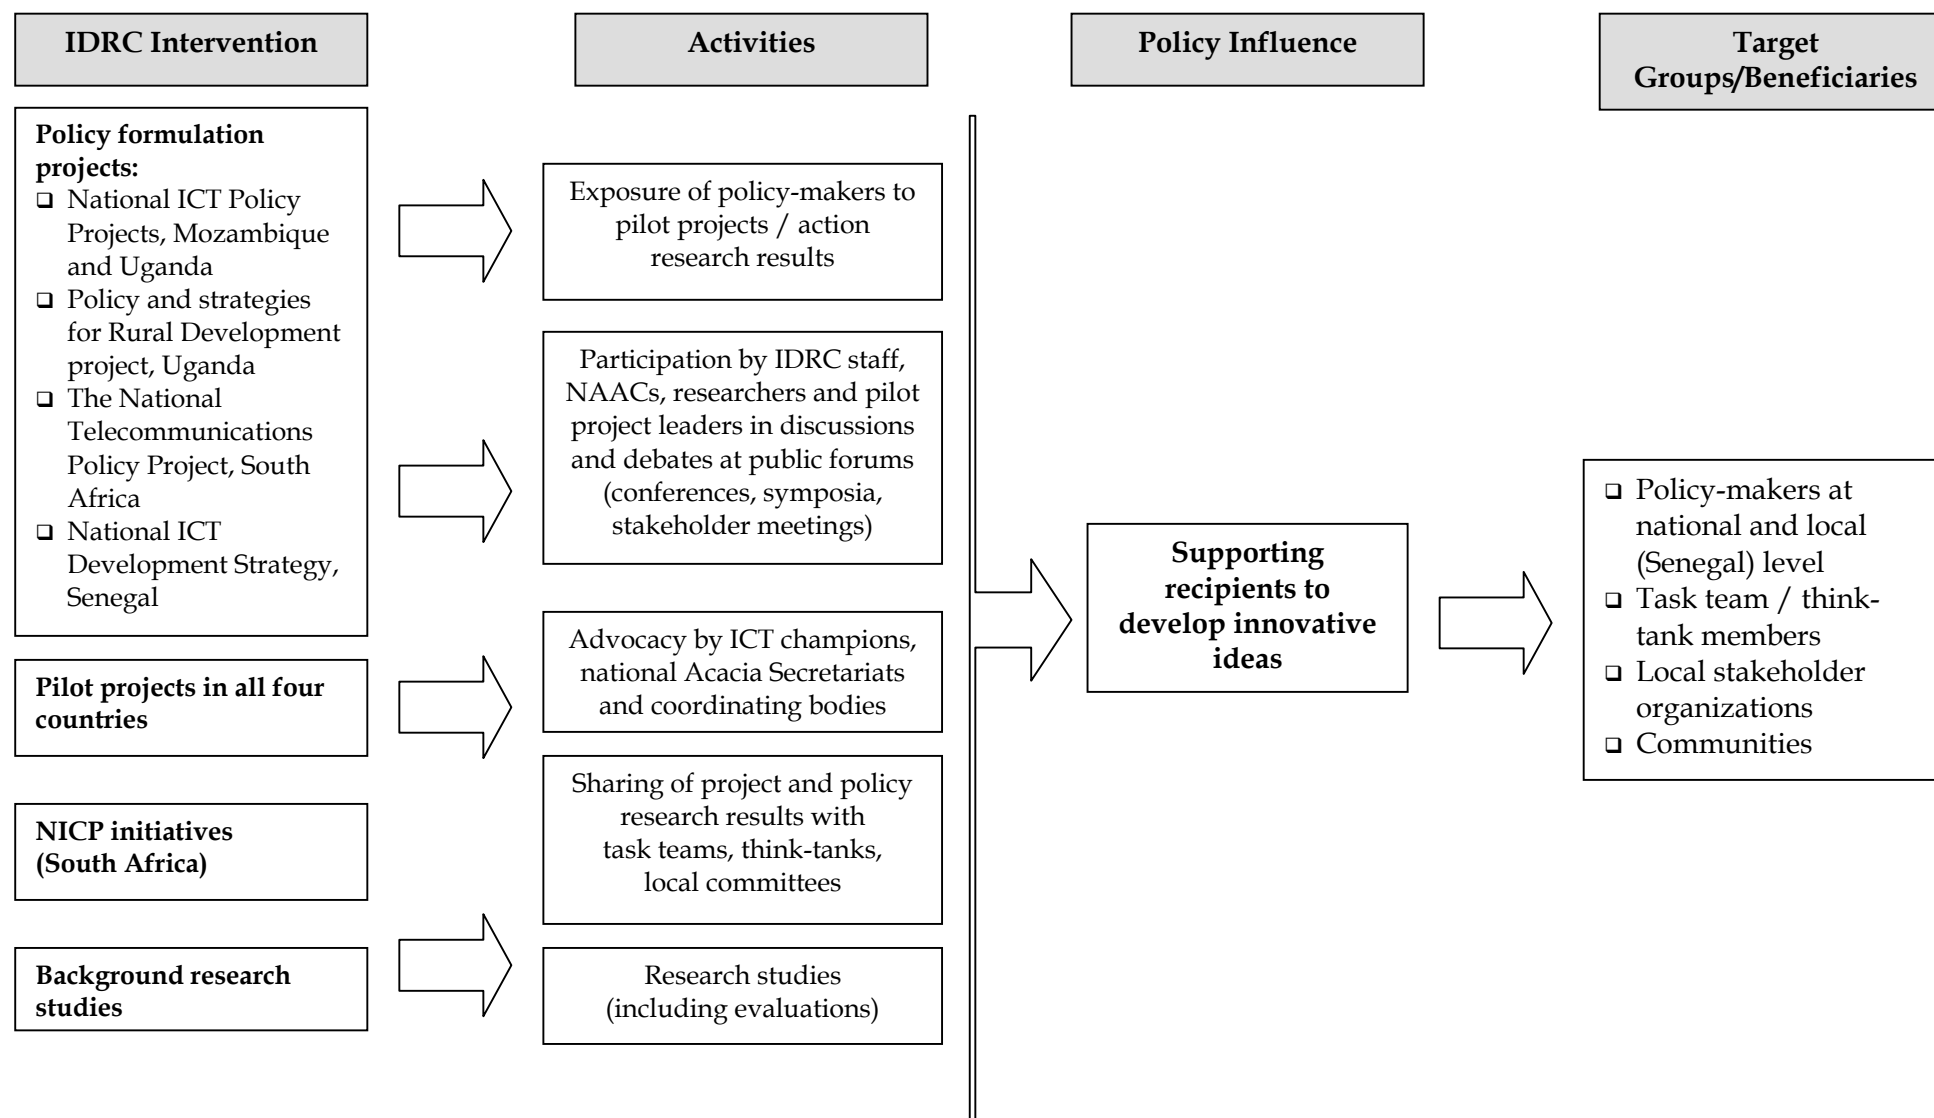 IDRC Intervention
Activities
Policy Influence
Target
Groups/Beneficiaries
Policy formulation
projects:
❑ National ICT Policy
Projects, Mozambique
and Uganda
❑ Policy and strategies
for Rural Development
project, Uganda
❑ The National
Telecommunications
Policy Project, South
Africa
❑ National ICT
Development Strategy,
Senegal
Pilot projects in all four
countries
NICP initiatives
(South Africa)
Background research
studies
Exposure of policy-makers to
pilot projects / action
research results
Participation by IDRC staff,
NAACs, researchers and pilot
project leaders in discussions
and debates at public forums
(conferences, symposia,
stakeholder meetings)
Advocacy by ICT champions,
national Acacia Secretariats
and coordinating bodies
Sharing of project and policy
research results with
task teams, think-tanks,
local committees
Research studies
(including evaluations)
Supporting
recipients to
develop innovative
ideas
❑ Policy-makers at
national and local
(Senegal) level
❑ Task team / think-
tank members
❑ Local stakeholder
organizations
❑ Communities